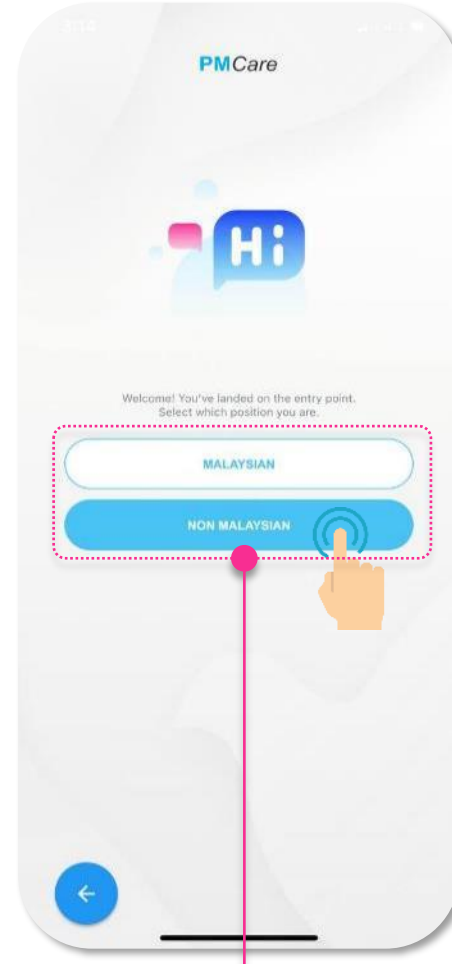 PMCare
Hi
Welcome! You've landed on the entry point.
Select which position you are.
MALAYSIAN
NON MALAYSIAN